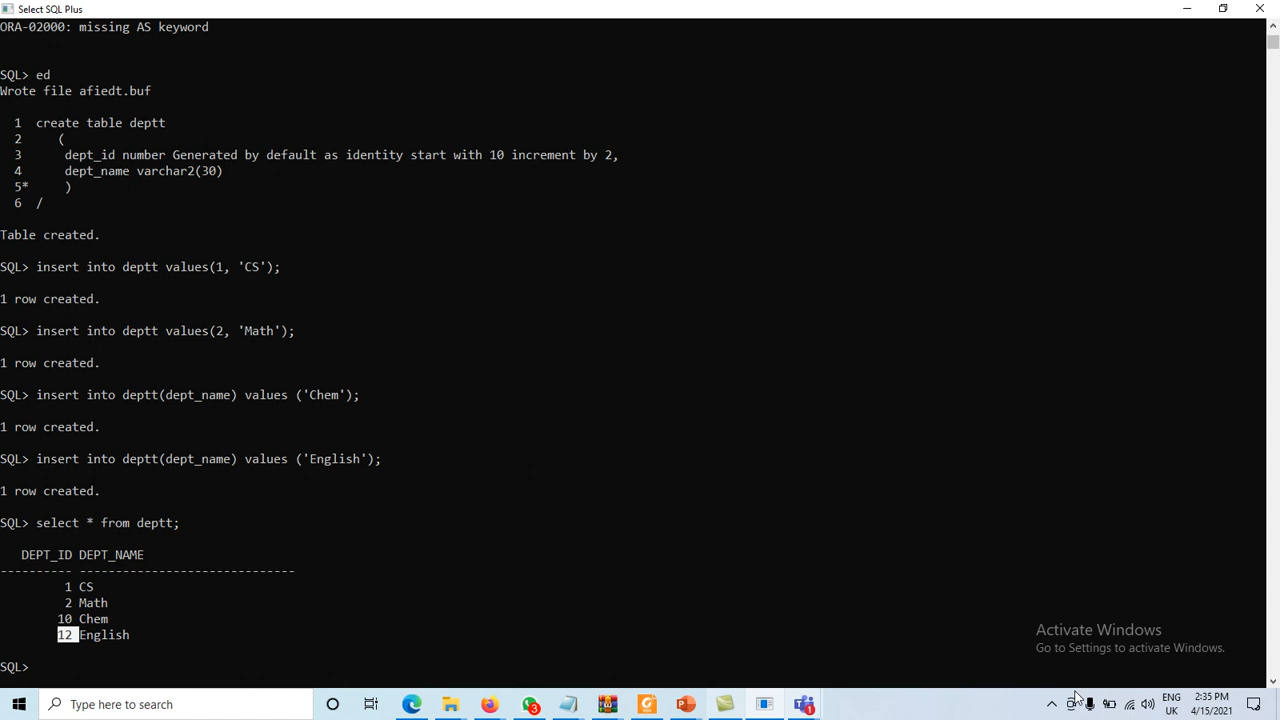 Select SQL Plus
ORA-02000: missing AS keyword
SQL> ed
Wrote file afiedt.buf
1 create table deptt
2 (
3 dept_id number Generated by default as identity start with 10 increment by 2,
4 dept_name varchar2(30)
5* )
6 /
Table created.
SQL> insert into deptt values(1, 'CS');
1 row created.
SQL> insert into deptt values(2, 'Math');
1 row created.
SQL> insert into deptt(dept_name) values ('Chem');
1 row created.
SQL> insert into deptt(dept_name) values ('English');
1 row created.
SQL> select * from deptt;
DEPT_ID DEPT_NAME
---------- ------------------------------
1 CS
2 Math
10 Chem
12 English
SQL>
Activate Windows
Go to Settings to activate Windows.
Type here to search
3
1
ENG
UK
2:35 PM
4/15/2021